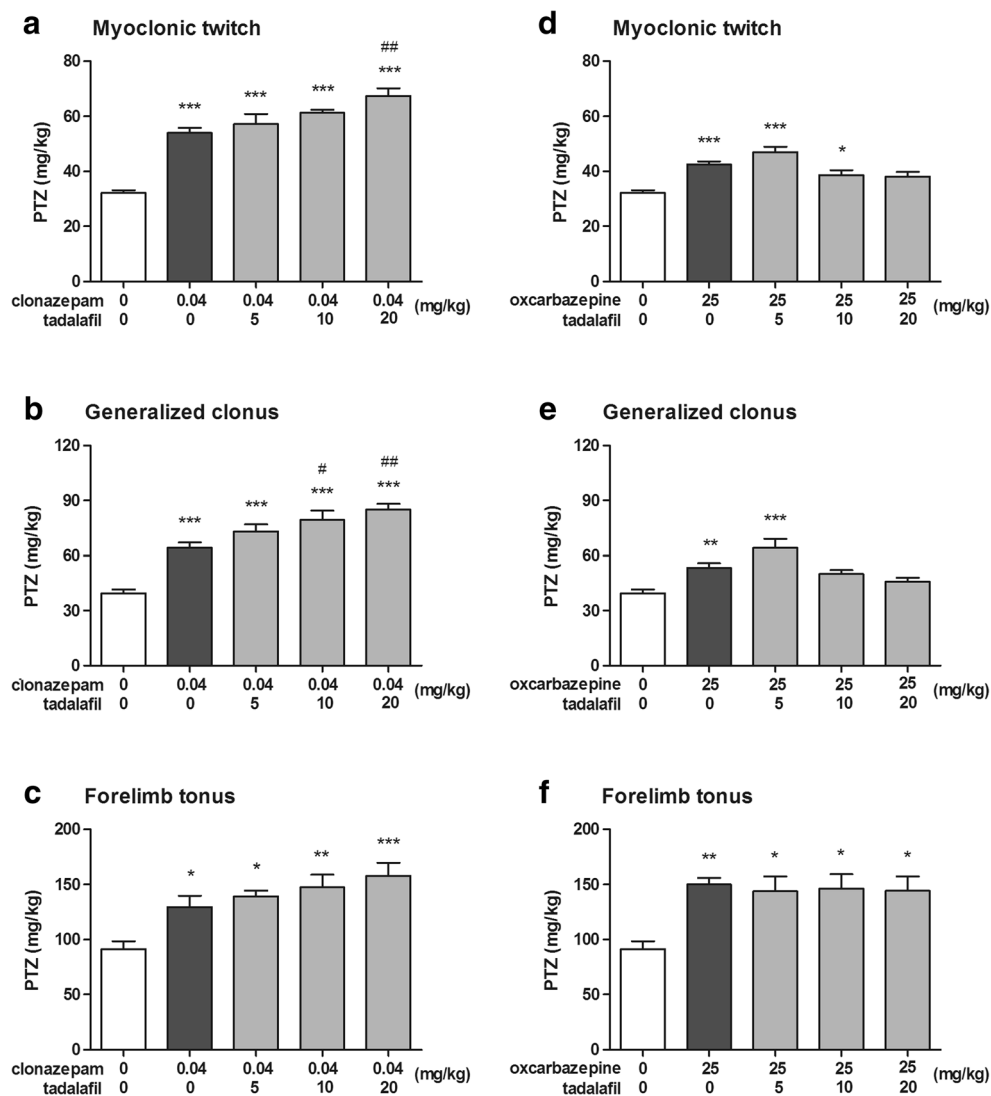 a Myoclonic twitch
PTZ (mg/kg)
80
60
40
20
0
##
*** *** *** ***
clonazepam 0 0.04 0.04 0.04 0.04 (mg/kg)
tadalafil 0 0 5 10 20
b Generalized clonus
PTZ (mg/kg)
120
90
60
30
0
# ##
*** *** *** ***
clonazepam 0 0.04 0.04 0.04 0.04 (mg/kg)
tadalafil 0 0 5 10 20
c Forelimb tonus
PTZ (mg/kg)
200
150
100
50
0
* * ** ***
clonazepam 0 0.04 0.04 0.04 0.04 (mg/kg)
tadalafil 0 0 5 10 20
d Myoclonic twitch
PTZ (mg/kg)
80
60
40
20
0
*** *** *
oxcarbazepine 0 25 25 25 25 (mg/kg)
tadalafil 0 0 5 10 20
e Generalized clonus
PTZ (mg/kg)
120
90
60
30
0
** ***
oxcarbazepine 0 25 25 25 25 (mg/kg)
tadalafil 0 0 5 10 20
f Forelimb tonus
PTZ (mg/kg)
200
150
100
50
0
** * * *
oxcarbazepine 0 25 25 25 25 (mg/kg)
tadalafil 0 0 5 10 20